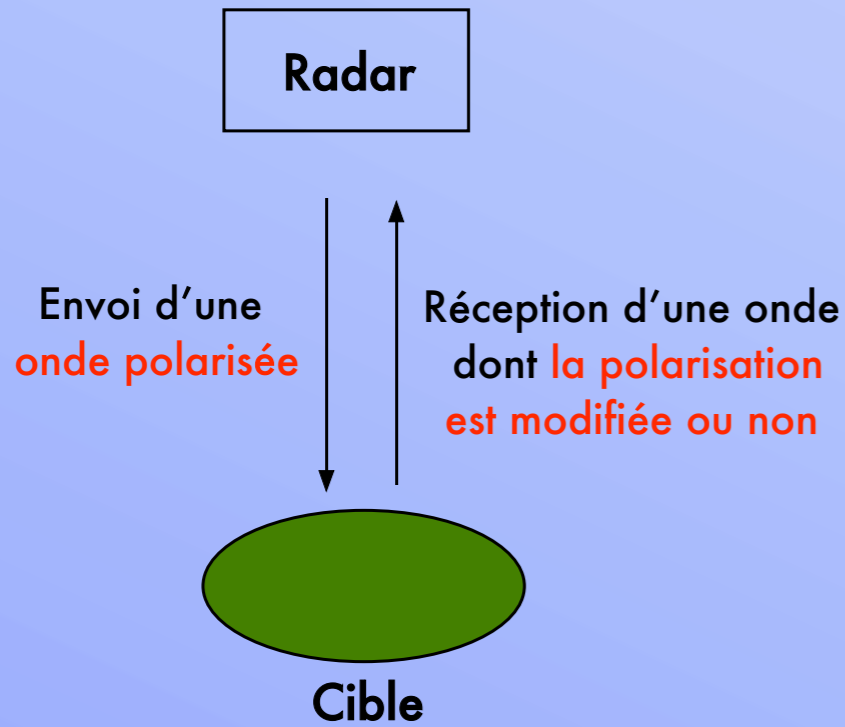 Radar
Envoi d’une
onde polarisée
Réception d’une onde
dont la polarisation
est modifiée ou non
Cible